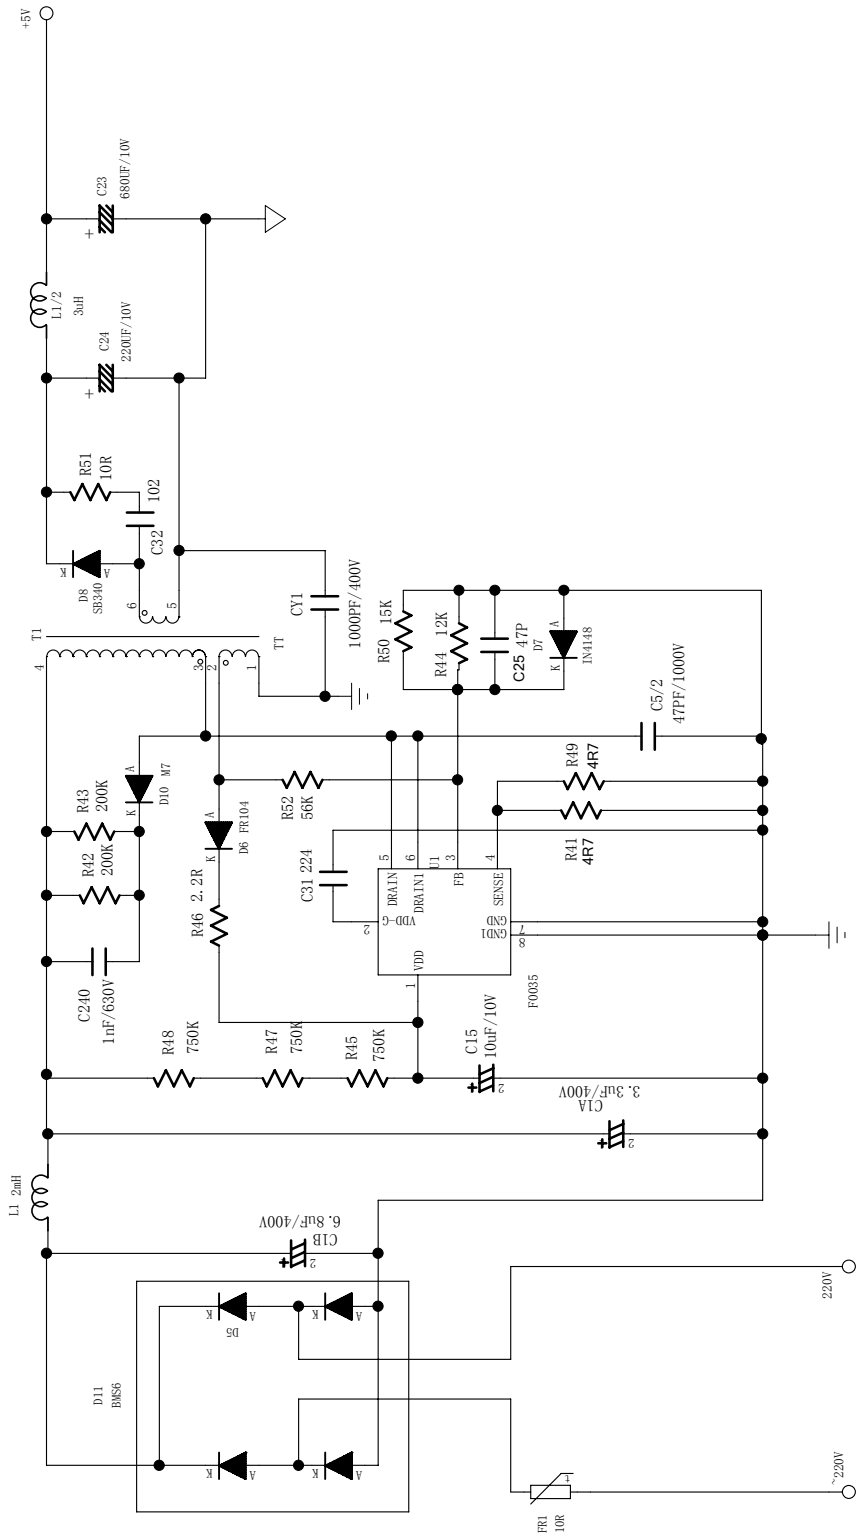 +5V
C23
680UF/10V
+
L1/2
3uH
C24
220UF/10V
+
R51
10R
102
C32
K
A
D8
SB340
6
5
T1
TT
4
3
2
1
CY1
1000PF/400V
R50
15K
R44
12K
C25
47P
D7
K
A
IN4148
C5/2
47PF/1000V
R49
4R7
R41
4R7
R43
200K
R42
200K
C240
1nF/630V
A
M7
K
D10
A
FR104
K
D6
R52
56K
R46
2.2R
C31
224
5
6
3
4
U1
DRAIN
DRAIN1
FB
SENSE
VDD-G
2
VDD
1
GND
GND1
7
8
F0035
R48
750K
R47
750K
R45
750K
C15
10uF/10V
+
2
C1A
3.3uF/400V
+
2
L1
2mH
C1B
6.8uF/400V
+
2
D11
BMS6
K
A
D5
K
A
K
A
K
A
220V
~220V
FR1
10R
t